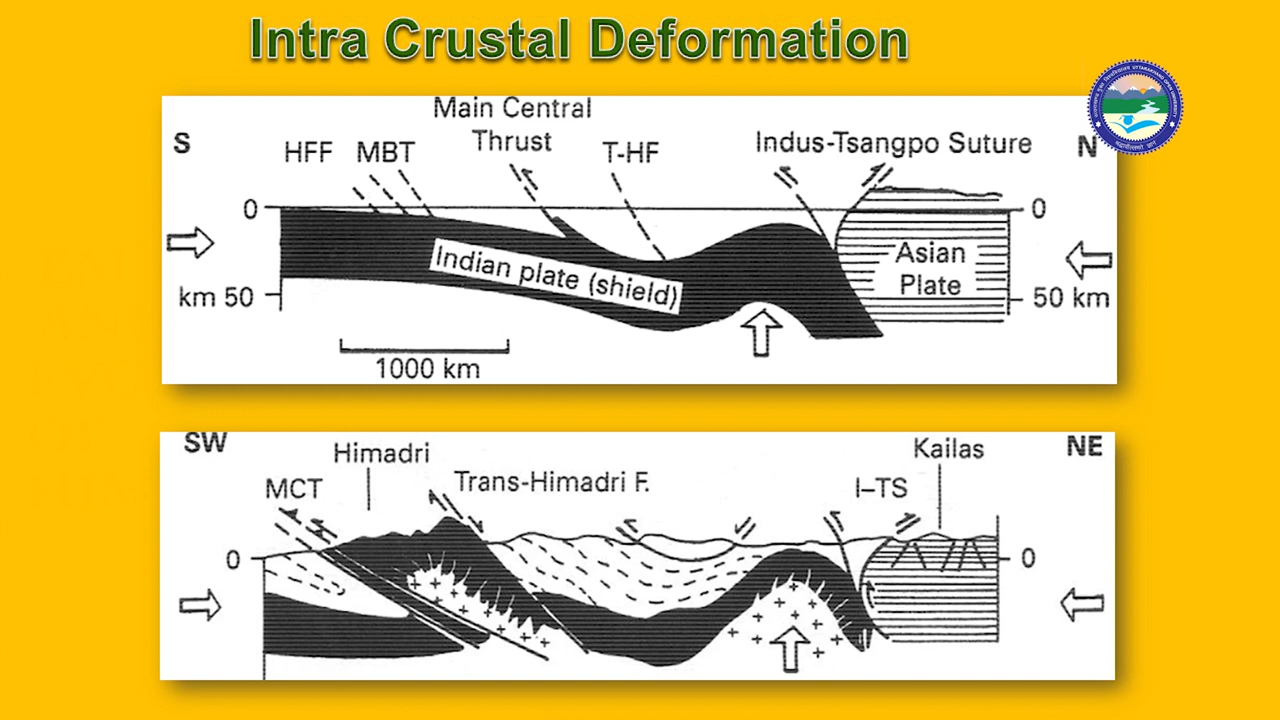 Intra Crustal Deformation
Main Central
Thrust
S
HFF
MBT
T-HF
Indus-Tsangpo Suture
N
0
0
Indian plate (shield)
Asian
Plate
km 50
50 km
1000 km
SW
Himadri
Kailas
NE
MCT
Trans-Himadri F.
I–TS
0
0